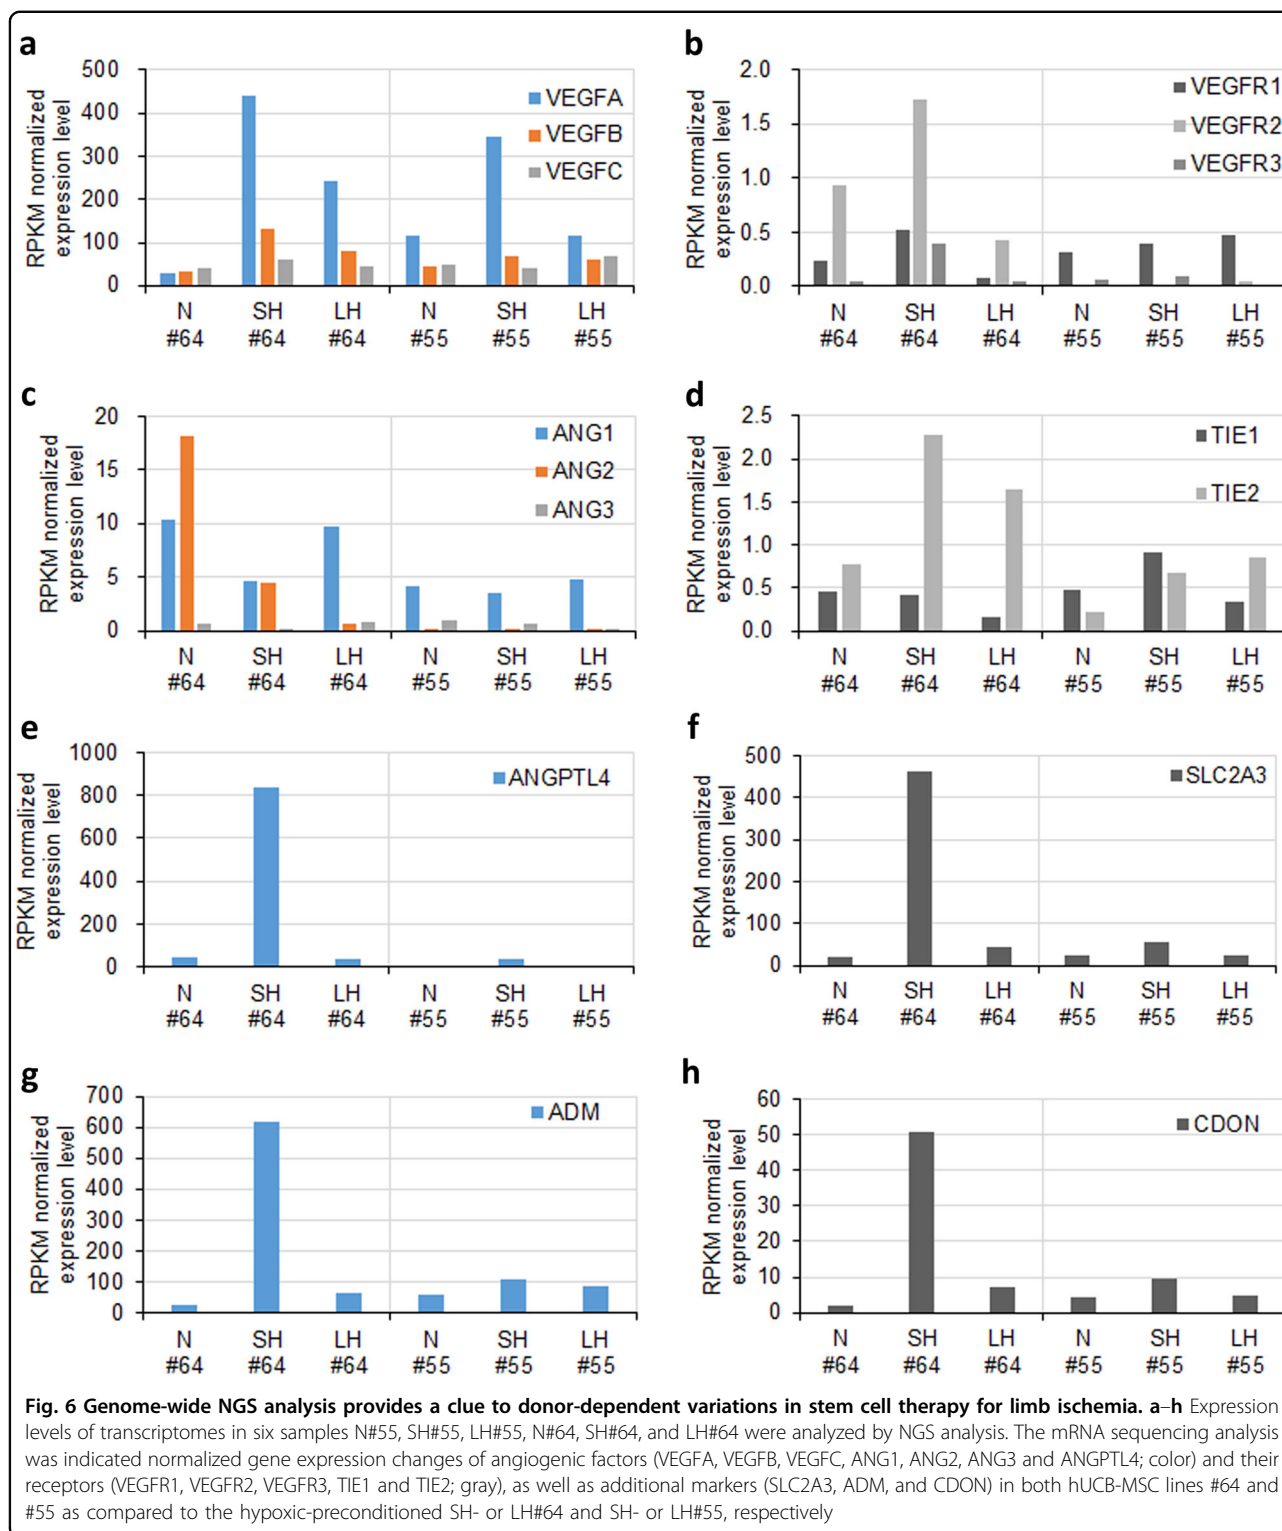 a
RPKM normalized
expression level
500
400
300
200
100
0
VEGFA
VEGFB
VEGFC
N SH LH N SH LH
#64 #64 #64 #55 #55 #55
b
RPKM normalized
expression level
2.0
1.5
1.0
0.5
0.0
VEGFR1
VEGFR2
VEGFR3
N SH LH N SH LH
#64 #64 #64 #55 #55 #55
c
RPKM normalized
expression level
20
15
10
5
0
ANG1
ANG2
ANG3
N SH LH N SH LH
#64 #64 #64 #55 #55 #55
d
RPKM normalized
expression level
2.5
2.0
1.5
1.0
0.5
0.0
TIE1
TIE2
N SH LH N SH LH
#64 #64 #64 #55 #55 #55
e
RPKM normalized
expression level
1000
800
600
400
200
0
ANGPTL4
N SH LH N SH LH
#64 #64 #64 #55 #55 #55
f
RPKM normalized
expression level
500
400
300
200
100
0
SLC2A3
N SH LH N SH LH
#64 #64 #64 #55 #55 #55
g
RPKM normalized
expression level
700
600
500
400
300
200
100
0
ADM
N SH LH N SH LH
#64 #64 #64 #55 #55 #55
h
RPKM normalized
expression level
60
50
40
30
20
10
0
CDON
N SH LH N SH LH
#64 #64 #64 #55 #55 #55
Fig. 6 Genome-wide NGS analysis provides a clue to donor-dependent variations in stem cell therapy for limb ischemia. a–h Expression
levels of transcriptomes in six samples N#55, SH#55, LH#55, N#64, SH#64, and LH#64 were analyzed by NGS analysis. The mRNA sequencing analysis
was indicated normalized gene expression changes of angiogenic factors (VEGFA, VEGFB, VEGFC, ANG1, ANG2, ANG3 and ANGPTL4; color) and their
receptors (VEGFR1, VEGFR2, VEGFR3, TIE1 and TIE2; gray), as well as additional markers (SLC2A3, ADM, and CDON) in both hUCB-MSC lines #64 and
#55 as compared to the hypoxic-preconditioned SH- or LH#64 and SH- or LH#55, respectively